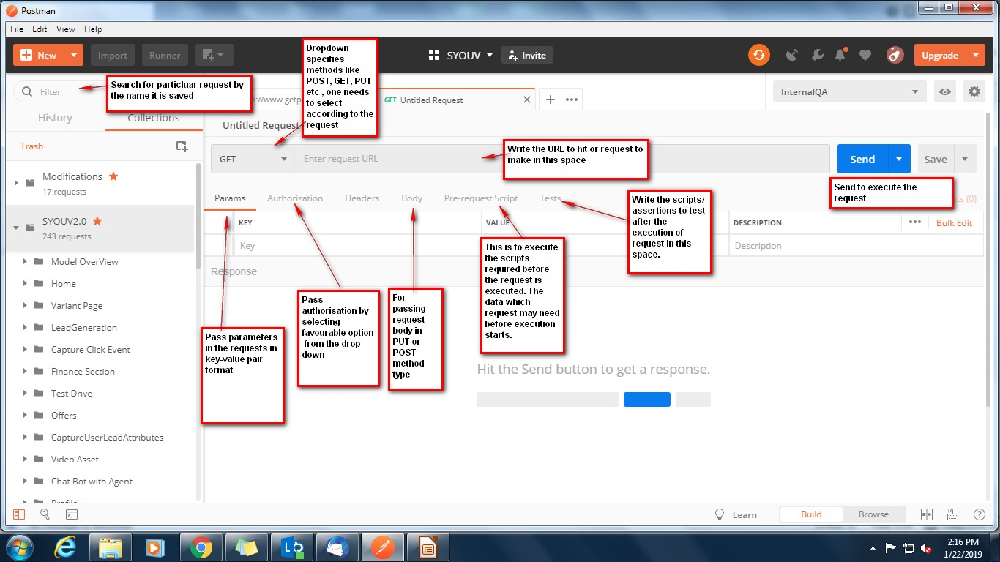 Postman
File Edit View Help
New
Import
Runner
SYOUV
Invite
Upgrade
Dropdown
specifies
methods like
POST, GET, PUT
etc , one needs
to select
according to the
request
Search for particluar request by
the name it is saved
Filter
History
Collections
s://www.getp
GET Untitled Request
InternalQA
Trash
Untitled Request
GET
Enter request URL
Write the URL to hit or request to
make in this space
Send
Save
Send to execute the
request
nts (0)
Modifications
17 requests
SYOUV2.0
243 requests
Params
Authorization
Headers
Body
Pre-request Script
Tests
Write the scripts/
assertions to test
after the
execution of
request in this
space.
KEY
VALUE
DESCRIPTION
Bulk Edit
Key
Description
Response
This is to execute
the scripts
required before
the request is
executed. The
data which
request may need
before execution
starts.
Pass parameters
in the requests in
key-value pair
format
Pass
authorisation by
selecting
favourable option
from the drop
down
For
passing
request
body in
PUT or
POST
method
type
Hit the Send button to get a response.
Model OverView
Home
Variant Page
LeadGeneration
Capture Click Event
Finance Section
Test Drive
Offers
CaptureUserLeadAttributes
Video Asset
Chat Bot with Agent
Profile
Learn
Build
Browse
2:16 PM
1/22/2019